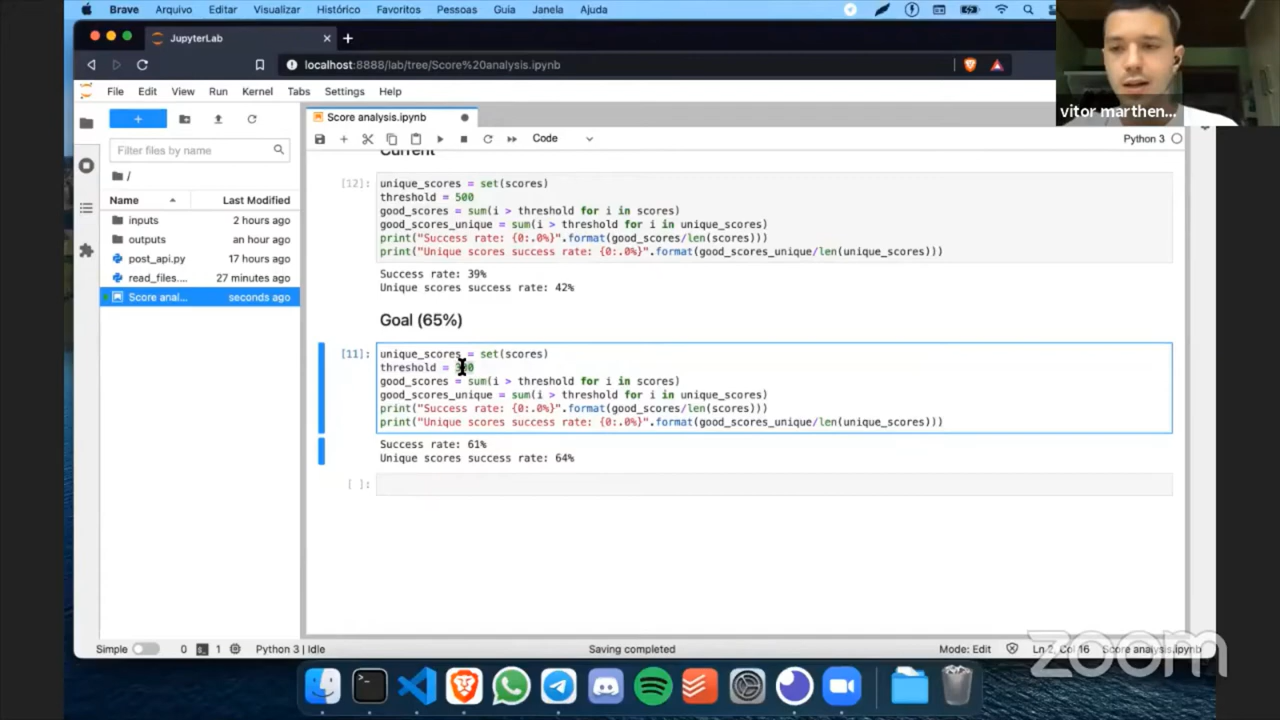 Brave Arquivo Editar Visualizar Histórico Favoritos Pessoas Guia Janela Ajuda
JupyterLab
localhost:8888/lab/tree/Score%20analysis.ipynb
File Edit View Run Kernel Tabs Settings Help
vitor marthen...
Score analysis.ipynb
Filter files by name
Code
Python 3
/
Current
Name Last Modified
inputs 2 hours ago
outputs an hour ago
post_api.py 17 hours ago
read_files.... 27 minutes ago
Score anal... seconds ago
[12]:
unique_scores = set(scores)
threshold = 500
good_scores = sum(i > threshold for i in scores)
good_scores_unique = sum(i > threshold for i in unique_scores)
print("Success rate: {0:.0%}".format(good_scores/len(scores)))
print("Unique scores success rate: {0:.0%}".format(good_scores_unique/len(unique_scores)))
Success rate: 39%
Unique scores success rate: 42%
Goal (65%)
[11]:
unique_scores = set(scores)
threshold =
good_scores = sum(i > threshold for i in scores)
good_scores_unique = sum(i > threshold for i in unique_scores)
print("Success rate: {0:.0%}".format(good_scores/len(scores)))
print("Unique scores success rate: {0:.0%}".format(good_scores_unique/len(unique_scores)))
Success rate: 61%
Unique scores success rate: 64%
[ ]:
Simple 0 1 Python 3 | Idle Saving completed Mode: Edit Ln 2, Col 16 Score analysis.ipynb
zoom